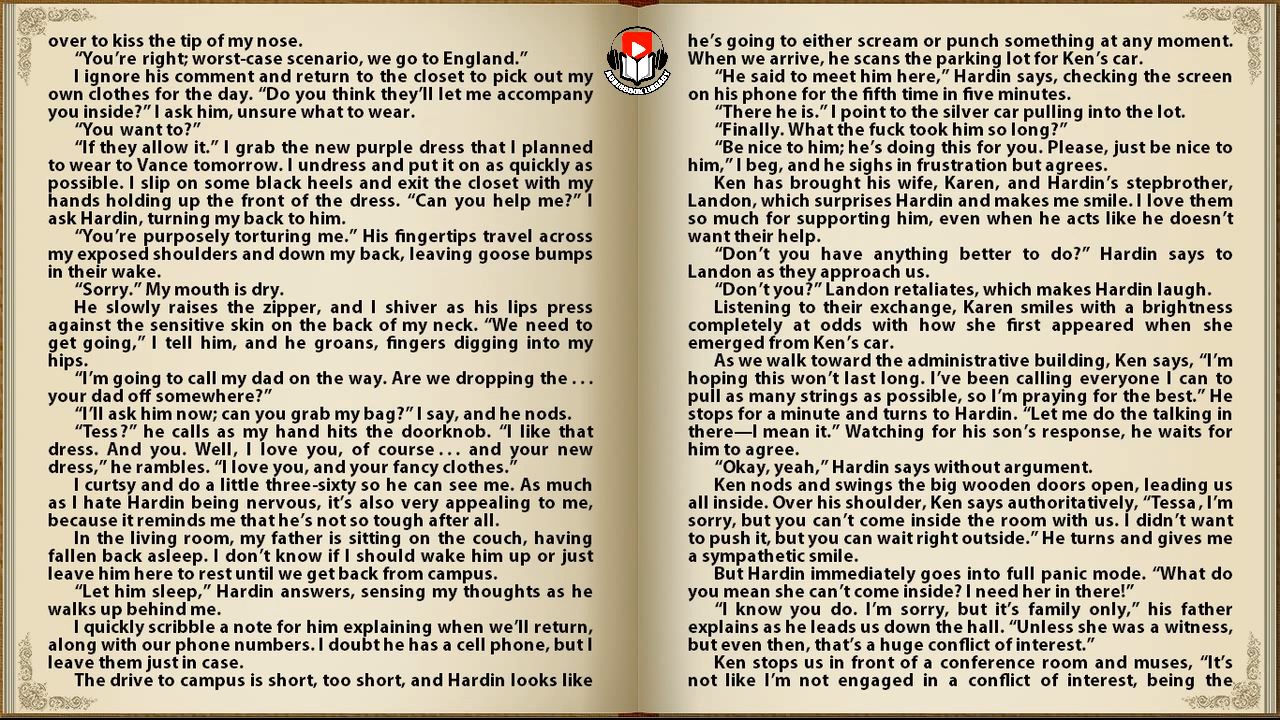 over to kiss the tip of my nose.
“You’re right; worst-case scenario, we go to England.”
I ignore his comment and return to the closet to pick out my
own clothes for the day. “Do you think they’ll let me accompany
you inside?” I ask him, unsure what to wear.
“You want to?”
“If they allow it.” I grab the new purple dress that I planned
to wear to Vance tomorrow. I undress and put it on as quickly as
possible. I slip on some black heels and exit the closet with my
hands holding up the front of the dress. “Can you help me?” I
ask Hardin, turning my back to him.
“You’re purposely torturing me.” His fingertips travel across
my exposed shoulders and down my back, leaving goose bumps
in their wake.
“Sorry.” My mouth is dry.
He slowly raises the zipper, and I shiver as his lips press
against the sensitive skin on the back of my neck. “We need to
get going,” I tell him, and he groans, fingers digging into my
hips.
“I’m going to call my dad on the way. Are we dropping the . . .
your dad off somewhere?”
“I’ll ask him now; can you grab my bag?” I say, and he nods.
“Tess?” he calls as my hand hits the doorknob. “I like that
dress. And you. Well, I love you, of course . . . and your new
dress,” he rambles. “I love you, and your fancy clothes.”
I curtsy and do a little three-sixty so he can see me. As much
as I hate Hardin being nervous, it’s also very appealing to me,
because it reminds me that he’s not so tough after all.
In the living room, my father is sitting on the couch, having
fallen back asleep. I don’t know if I should wake him up or just
leave him here to rest until we get back from campus.
“Let him sleep,” Hardin answers, sensing my thoughts as he
walks up behind me.
I quickly scribble a note for him explaining when we’ll return,
along with our phone numbers. I doubt he has a cell phone, but I
leave them just in case.
The drive to campus is short, too short, and Hardin looks like
AUDIOBOOK LIBRARY
he’s going to either scream or punch something at any moment.
When we arrive, he scans the parking lot for Ken’s car.
“He said to meet him here,” Hardin says, checking the screen
on his phone for the fifth time in five minutes.
“There he is.” I point to the silver car pulling into the lot.
“Finally. What the fuck took him so long?”
“Be nice to him; he’s doing this for you. Please, just be nice to
him,” I beg, and he sighs in frustration but agrees.
Ken has brought his wife, Karen, and Hardin’s stepbrother,
Landon, which surprises Hardin and makes me smile. I love them
so much for supporting him, even when he acts like he doesn’t
want their help.
“Don’t you have anything better to do?” Hardin says to
Landon as they approach us.
“Don’t you?” Landon retaliates, which makes Hardin laugh.
Listening to their exchange, Karen smiles with a brightness
completely at odds with how she first appeared when she
emerged from Ken’s car.
As we walk toward the administrative building, Ken says, “I’m
hoping this won’t last long. I’ve been calling everyone I can to
pull as many strings as possible, so I’m praying for the best.” He
stops for a minute and turns to Hardin. “Let me do the talking in
there—I mean it.” Watching for his son’s response, he waits for
him to agree.
“Okay, yeah,” Hardin says without argument.
Ken nods and swings the big wooden doors open, leading us
all inside. Over his shoulder, Ken says authoritatively, “Tessa, I’m
sorry, but you can’t come inside the room with us. I didn’t want
to push it, but you can wait right outside.” He turns and gives me
a sympathetic smile.
But Hardin immediately goes into full panic mode. “What do
you mean she can’t come inside? I need her in there!”
“I know you do. I’m sorry, but it’s family only,” his father
explains as he leads us down the hall. “Unless she was a witness,
but even then, that’s a huge conflict of interest.”
Ken stops us in front of a conference room and muses, “It’s
not like I’m not engaged in a conflict of interest, being the